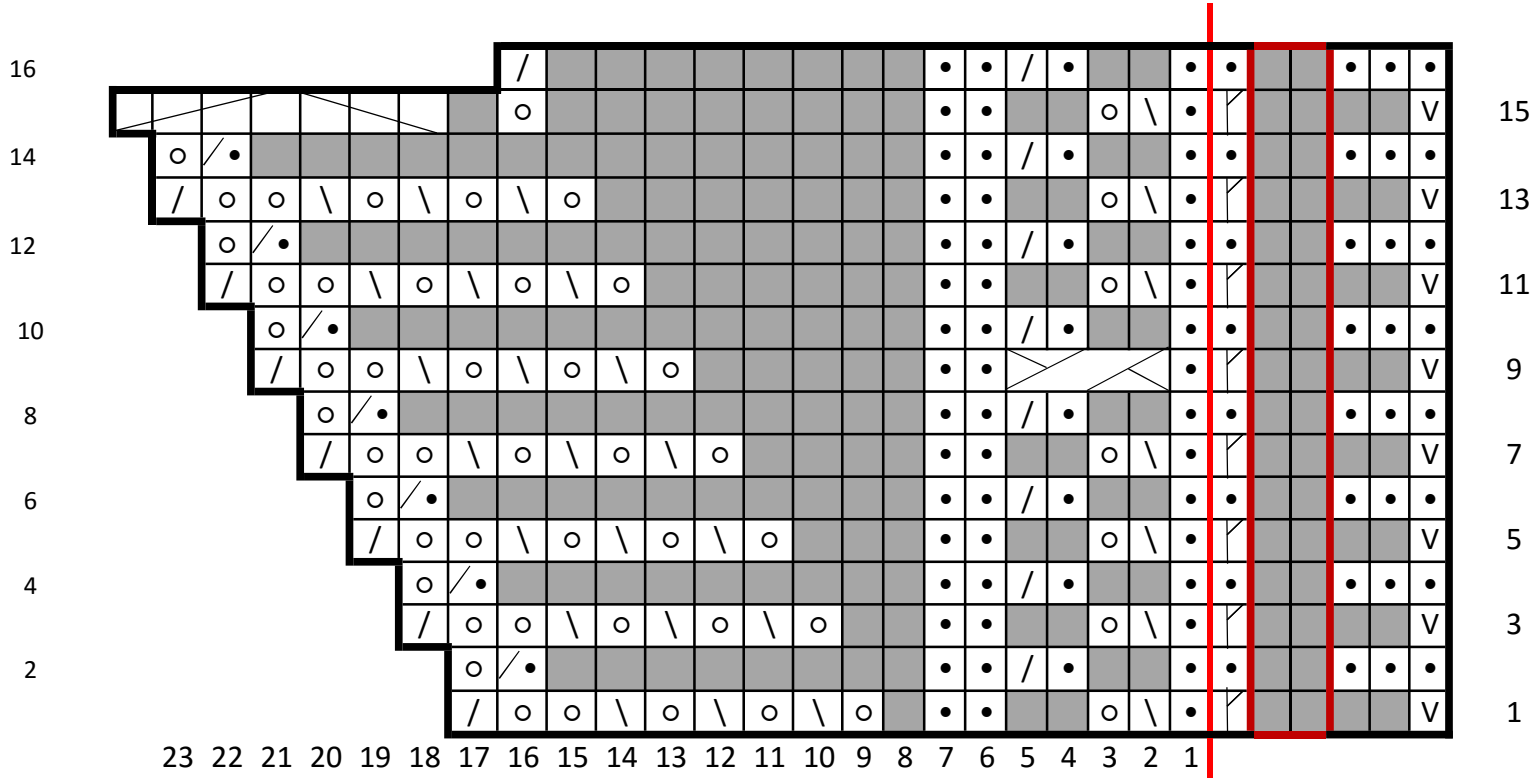 16 / • • / • • • • • •
o • • o \ • V 15
14 o /• • • / • • • • • •
/ o o \ o \ o \ o • • o \ • V 13
12 o /• • • / • • • • • •
/ o o \ o \ o \ o • • o \ • V 11
10 o /• • • / • • • • • •
/ o o \ o \ o \ o • • • V 9
8 o /• • • / • • • • • •
/ o o \ o \ o \ o • • o \ • V 7
6 o /• • • / • • • • • •
/ o o \ o \ o \ o • • o \ • V 5
4 o /• • • / • • • • • •
/ o o \ o \ o \ o • • o \ • V 3
2 o /• • • / • • • • • •
/ o o \ o \ o \ o • • o \ • V 1
23 22 21 20 19 18 17 16 15 14 13 12 11 10 9 8 7 6 5 4 3 2 1